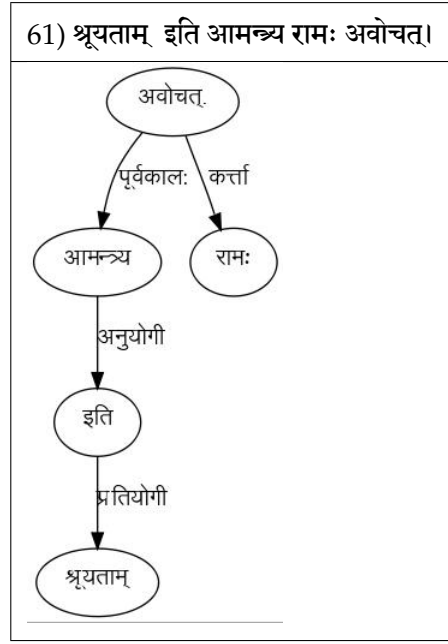 61) श्रूयताम् इति आमन्त्र्य रामः अवोचत्।
अवोचत्.
पूर्वकाल: कर्त्ता
आमन्त्र्य रामः
अनुयोगी
इति
प्रतियोगी
श्रूयताम्